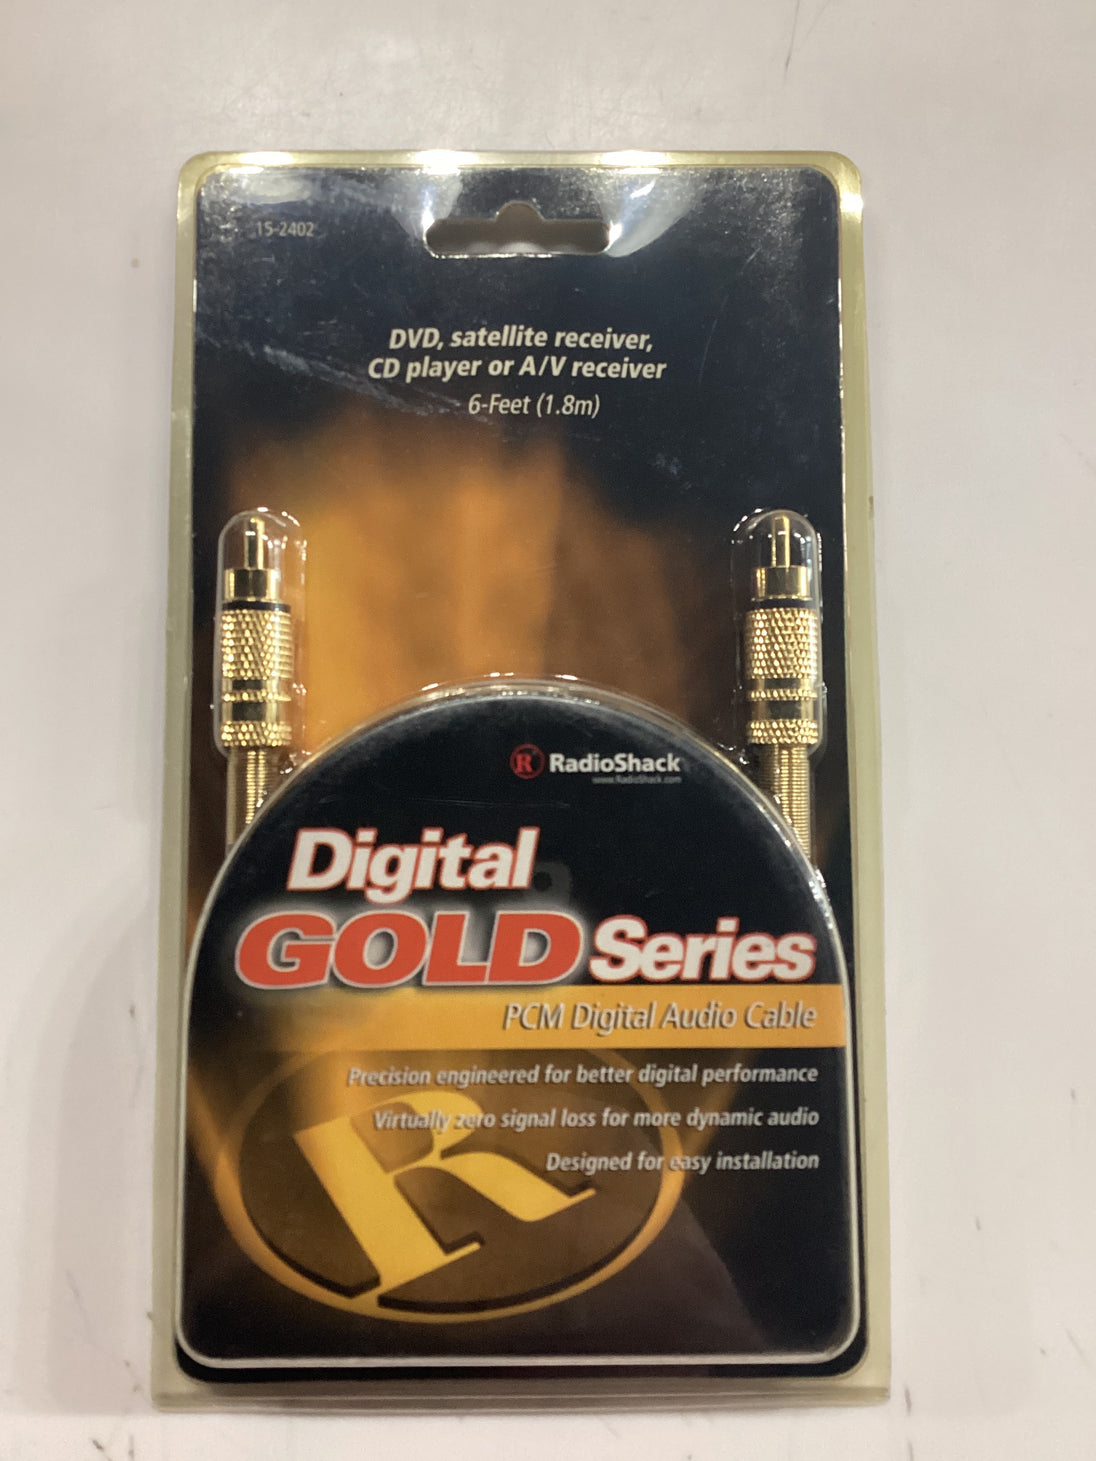 15-2402
DVD, satellite receiver,
CD player or A/V receiver
6-Feet (1.8m)
R RadioShack
www.RadioShack.com
Digital
GOLD Series
PCM Digital Audio Cable
Precision engineered for better digital performance
Virtually zero signal loss for more dynamic audio
Designed for easy installation
R